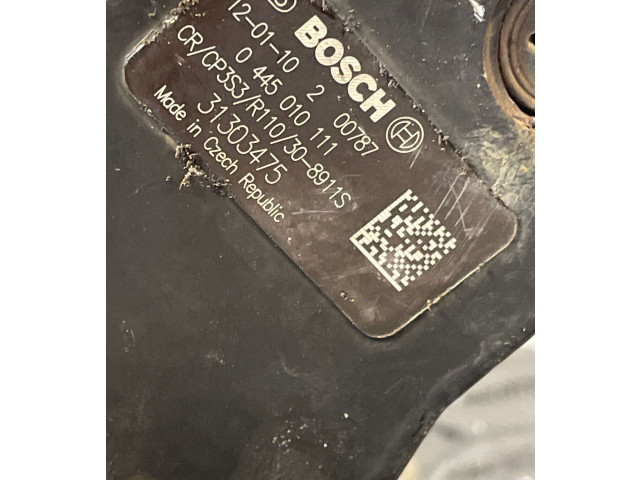 BOSCH
12-01-10 2 00787
0 445 010 111
CR/CP3S3/R110/30-8911S
31303475
Made in Czech Republic